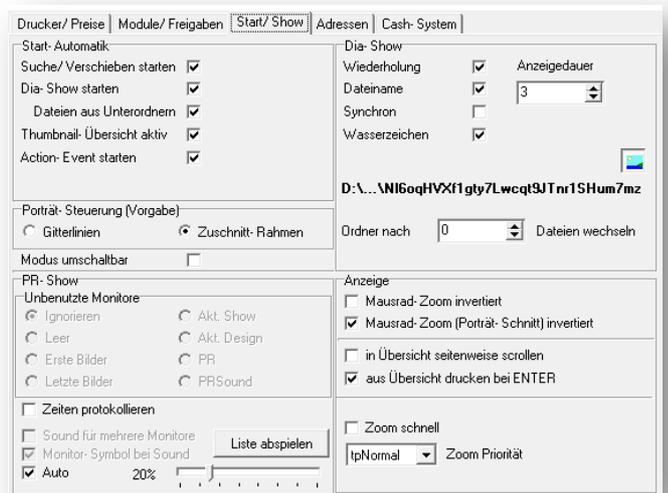 Drucker/ Preise
Module/ Freigaben
Start/ Show
Adressen
Cash- System
Start- Automatik
Suche/ Verschieben starten
Dia- Show starten
Dateien aus Unterordnern
Thumbnail- Übersicht aktiv
Action- Event starten
Porträt- Steuerung (Vorgabe)
Gitterlinien
Zuschnitt- Rahmen
Modus umschaltbar
Dia- Show
Wiederholung
Anzeigedauer
Dateiname
3
Synchron
Wasserzeichen
D:\...\NI6oqHVXf1gty7Lwcqt9JTnr1SHum7mz
Ordner nach
0
Dateien wechseln
PR- Show
Unbenutzte Monitore
Ignorieren
Akt. Show
Leer
Akt. Design
Erste Bilder
PR
Letzte Bilder
PRSound
Zeiten protokollieren
Sound für mehrere Monitore
Monitor- Symbol bei Sound
Liste abspielen
Auto
20%
Anzeige
Mausrad- Zoom invertiert
Mausrad- Zoom (Porträt- Schnitt) invertiert
in Übersicht seitenweise scrollen
aus Übersicht drucken bei ENTER
Zoom schnell
tpNormal
Zoom Priorität